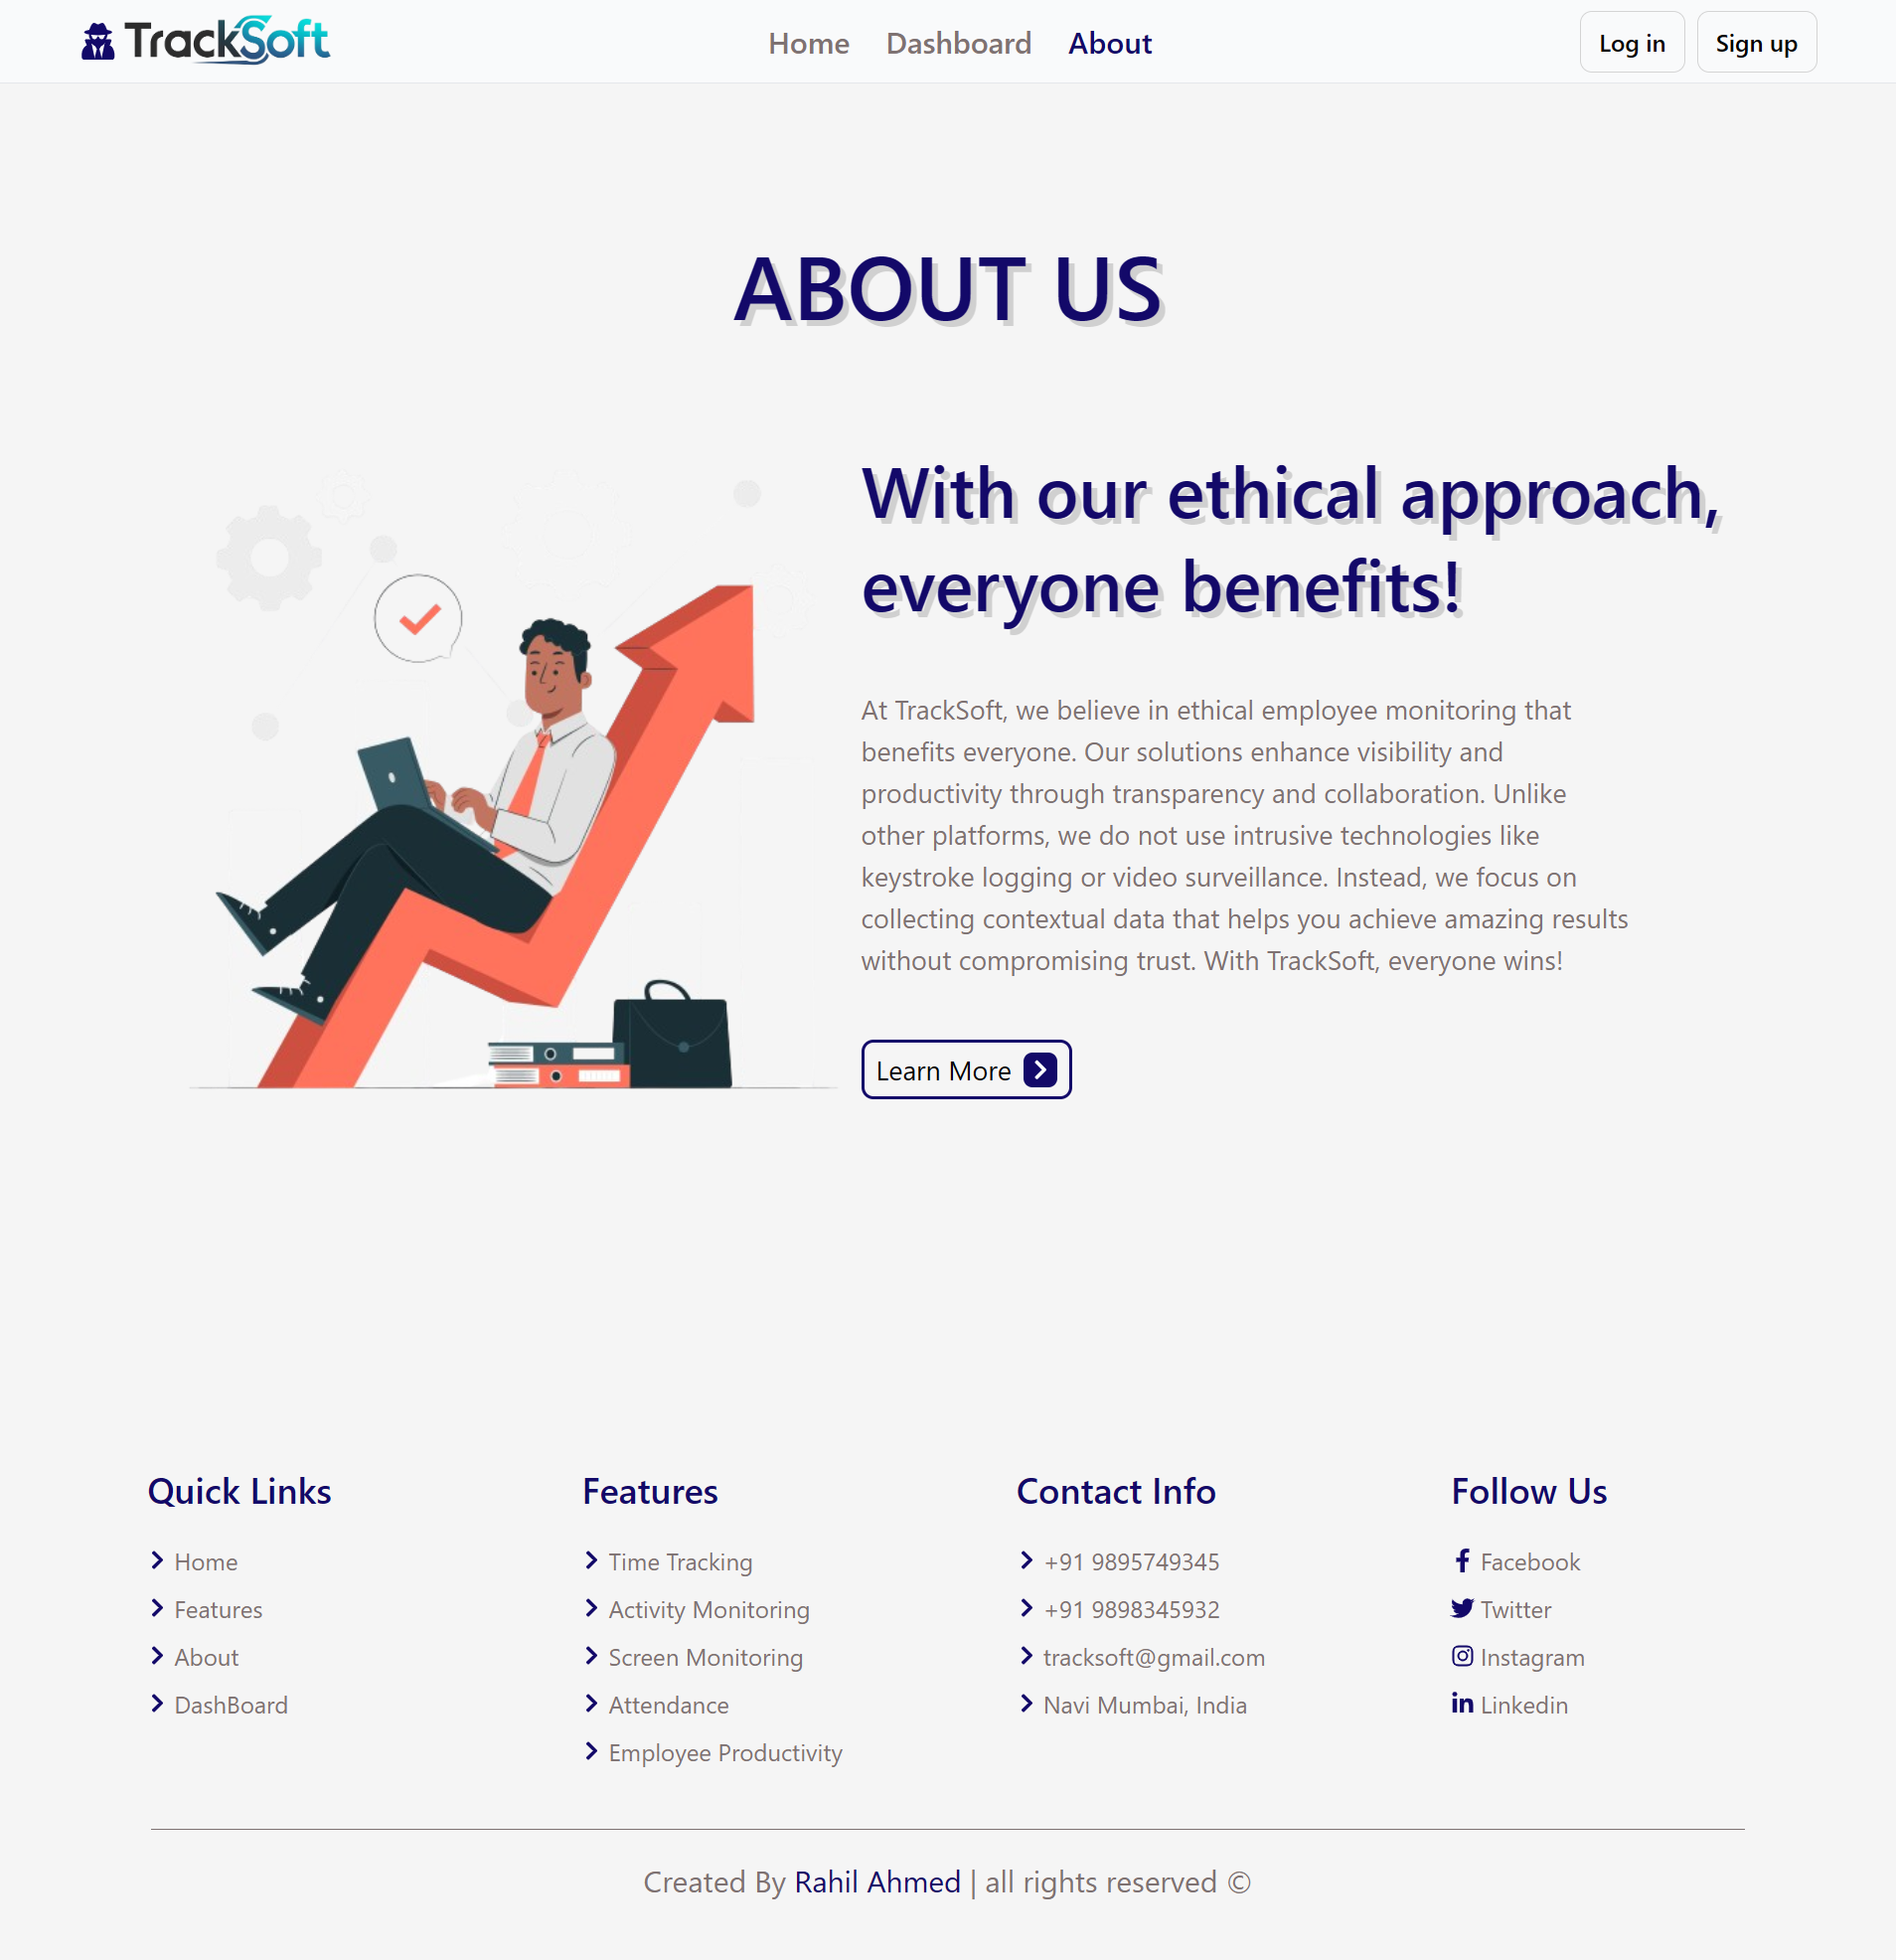 TrackSoft
Home Dashboard About
Log in Sign up
ABOUT US
With our ethical approach,
everyone benefits!
At TrackSoft, we believe in ethical employee monitoring that
benefits everyone. Our solutions enhance visibility and
productivity through transparency and collaboration. Unlike
other platforms, we do not use intrusive technologies like
keystroke logging or video surveillance. Instead, we focus on
collecting contextual data that helps you achieve amazing results
without compromising trust. With TrackSoft, everyone wins!
Learn More
Quick Links
Home
Features
About
DashBoard
Features
Time Tracking
Activity Monitoring
Screen Monitoring
Attendance
Employee Productivity
Contact Info
+91 9895749345
+91 9898345932
tracksoft@gmail.com
Navi Mumbai, India
Follow Us
Facebook
Twitter
Instagram
Linkedin
Created By Rahil Ahmed | all rights reserved ©